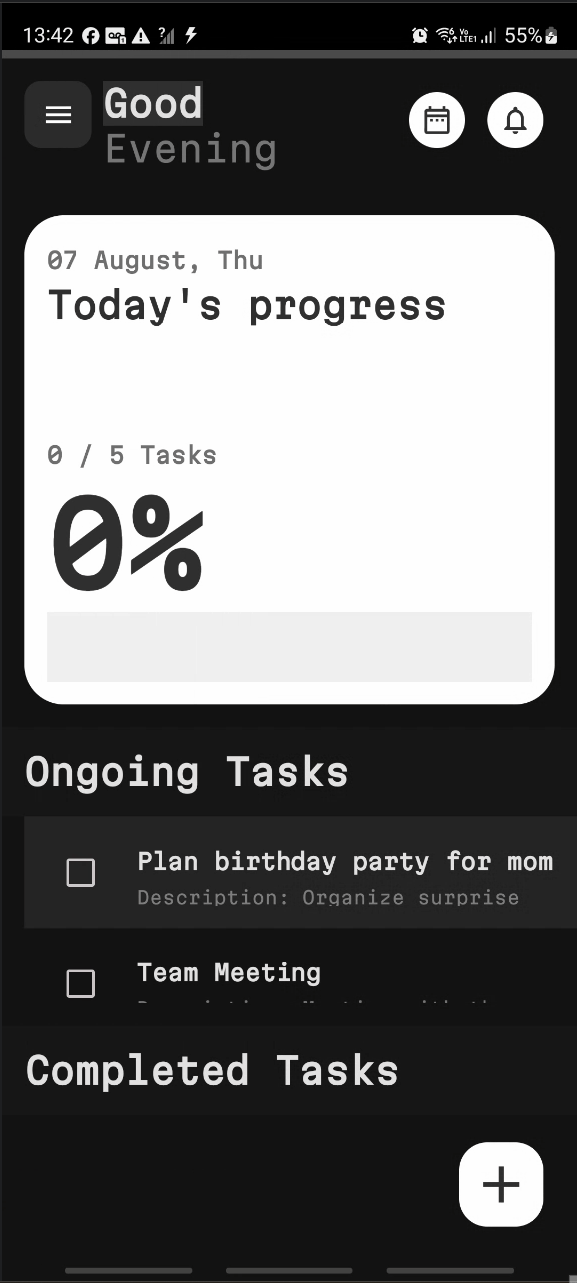 13:42
55%
Good
Evening
07 August, Thu
Today's progress
0 / 5 Tasks
0%
Ongoing Tasks
Plan birthday party for mom
Description: Organize surprise
Team Meeting
Completed Tasks